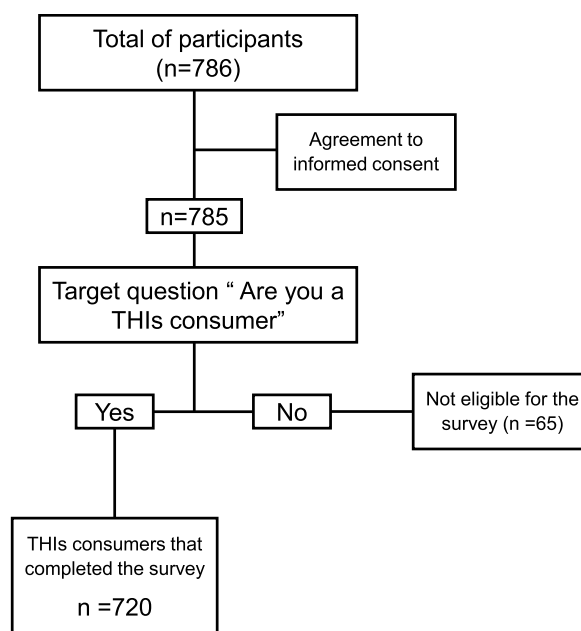 Total of participants
(n=786)
Agreement to
informed consent
n=785
Target question “ Are you a
THIs consumer”
Yes
No
Not eligible for the
survey (n =65)
THIs consumers that
completed the survey
n =720